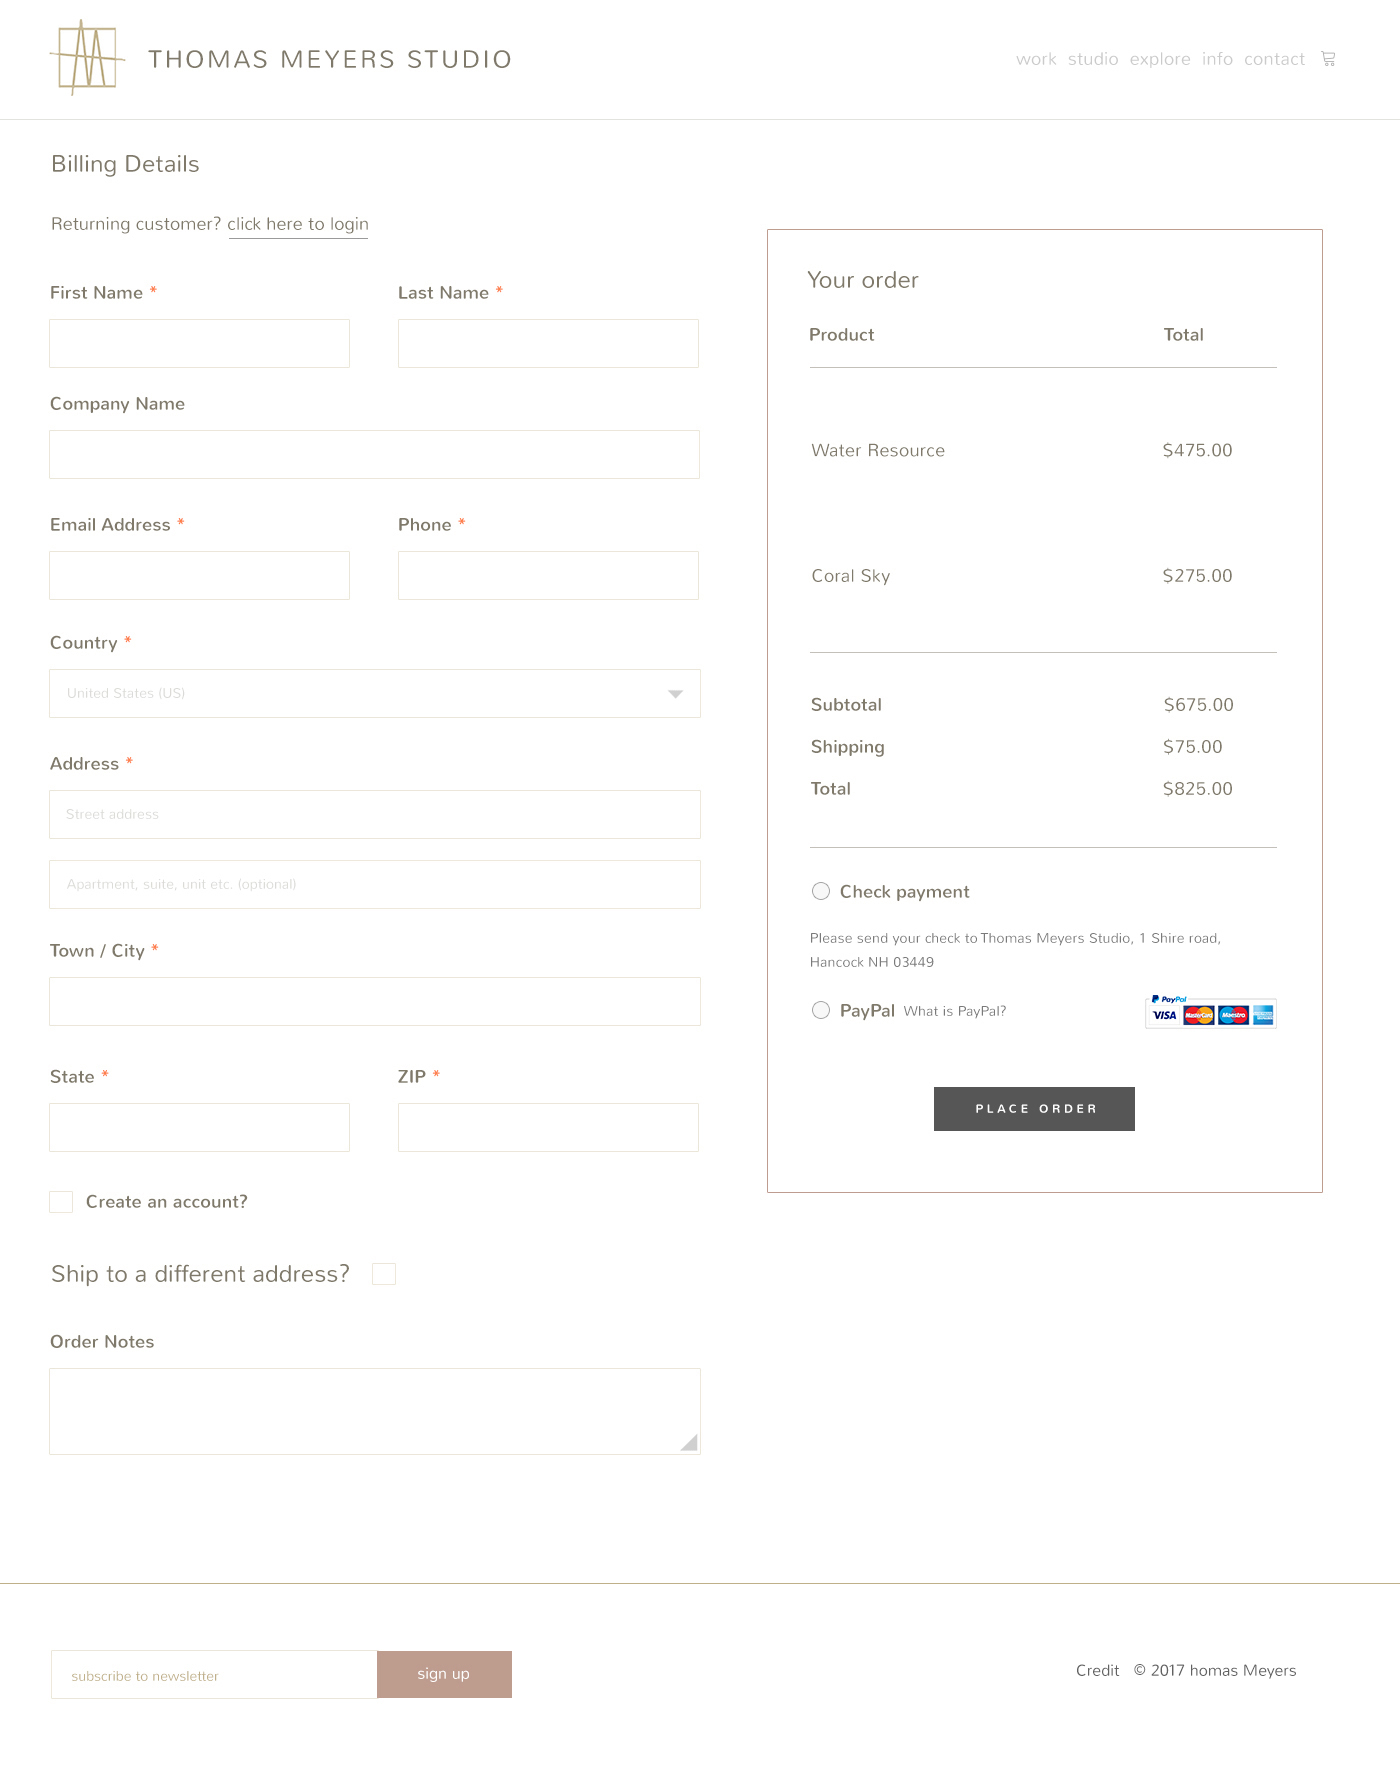 THOMAS MEYERS STUDIO
work studio explore info contact
Billing Details
Returning customer? click here to login
First Name *
Last Name *
Company Name
Email Address *
Phone *
Country *
United States (US)
Address *
Street address
Apartment, suite, unit etc. (optional)
Town / City *
State *
ZIP *
Create an account?
Ship to a different address?
Order Notes
Your order
Product Total
Water Resource $475.00
Coral Sky $275.00
Subtotal $675.00
Shipping $75.00
Total $825.00
Check payment
Please send your check to Thomas Meyers Studio, 1 Shire road,
Hancock NH 03449
PayPal What is PayPal?
PayPal
VISA MasterCard Maestro
PLACE ORDER
subscribe to newsletter
sign up
Credit © 2017 homas Meyers